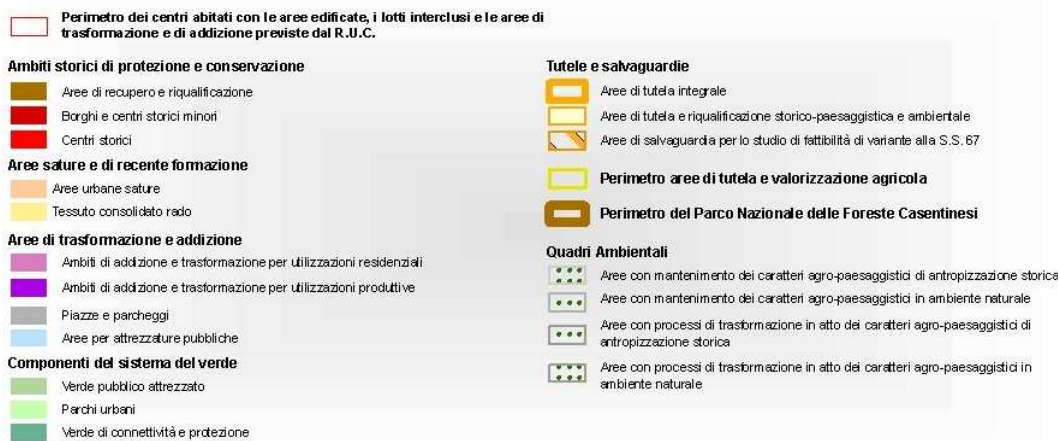 Perimetro dei centri abitati con le aree edificate, i lotti interclusi e le aree di
trasformazione e di addizione previste dal R.U.C.
Ambiti storici di protezione e conservazione
Aree di recupero e riqualificazione
Borghi e centri storici minori
Centri storici
Aree sature e di recente formazione
Aree urbane sature
Tessuto consolidato rado
Aree di trasformazione e addizione
Ambiti di addizione e trasformazione per utilizzazioni residenziali
Ambiti di addizione e trasformazione per utilizzazioni produttive
Piazze e parcheggi
Aree per attrezzature pubbliche
Componenti del sistema del verde
Verde pubblico attrezzato
Parchi urbani
Verde di connettività e protezione
Tutele e salvaguardie
Aree di tutela integrale
Aree di tutela e riqualificazione storico-paesaggistica e ambientale
Aree di salvaguardia per lo studio di fattibilità di variante alla S.S. 67
Perimetro aree di tutela e valorizzazione agricola
Perimetro del Parco Nazionale delle Foreste Casentinesi
Quadri Ambientali
Aree con mantenimento dei caratteri agro-paesaggistici di antropizzazione storica
Aree con mantenimento dei caratteri agro-paesaggistici in ambiente naturale
Aree con processi di trasformazione in atto dei caratteri agro-paesaggistici di
antropizzazione storica
Aree con processi di trasformazione in atto dei caratteri agro-paesaggistici in
ambiente naturale